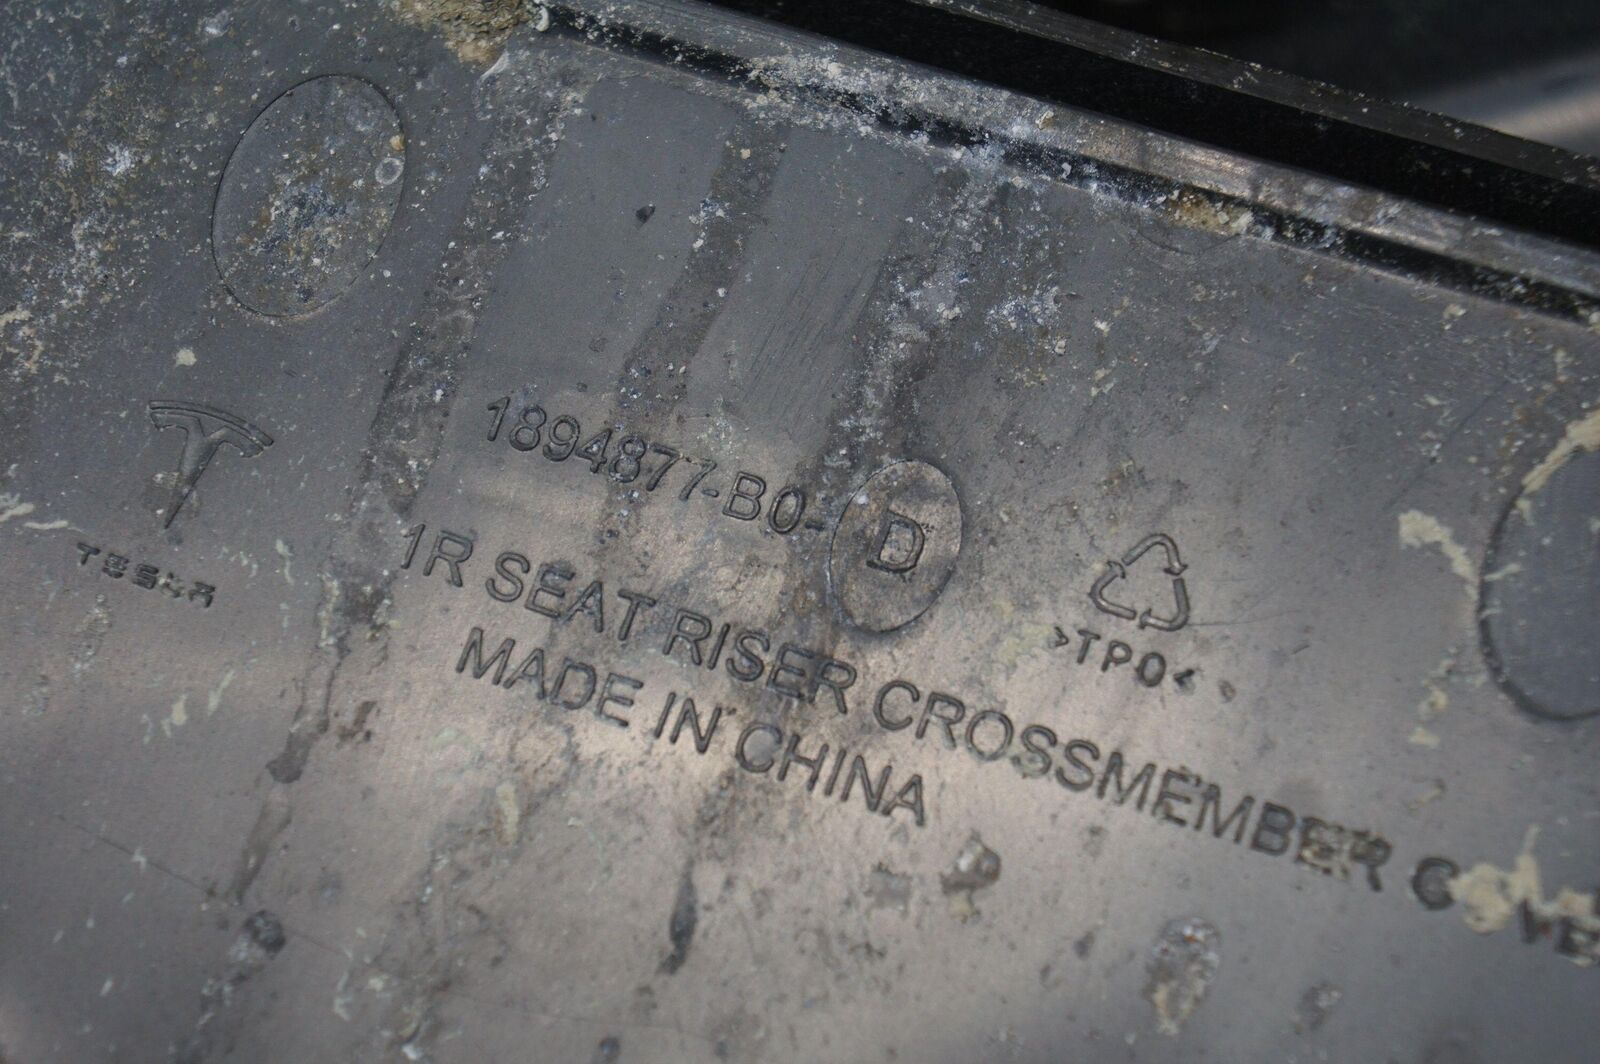 1894877-B0-D
1R SEAT RISER CROSSMEMBER
MADE IN CHINA
TESLA
>TPO<